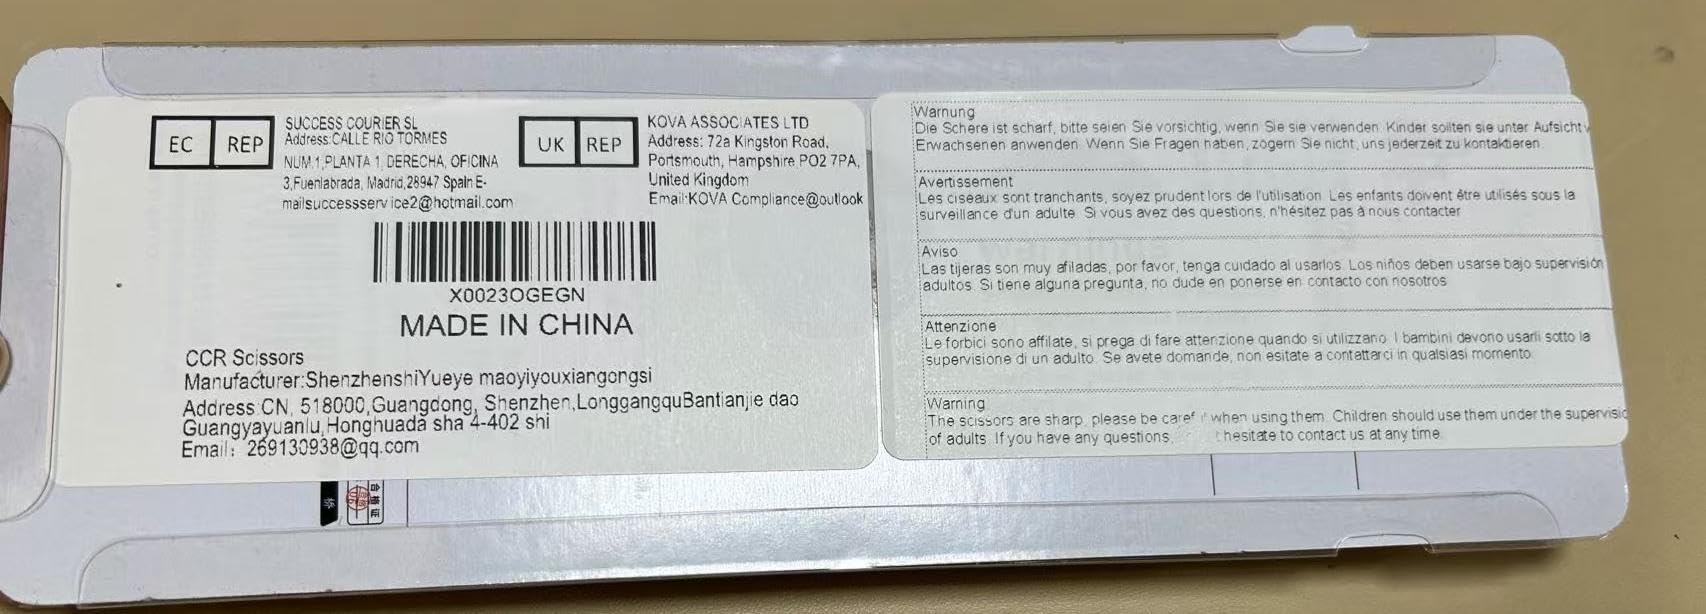 EC REP
SUCCESS COURIER SL
Address:CALLE RIO TORMES
NUM.1,PLANTA 1, DERECHA, OFICINA
3,Fuenlabrada, Madrid,28947 Spain E-
mailsuccessservice2@hotmail.com
UK REP
KOVA ASSOCIATES LTD
Address: 72a Kingston Road,
Portsmouth, Hampshire PO2 7PA,
United Kingdom
Email:KOVA Compliance@outlook
X0023OGEGN
MADE IN CHINA
CCR Scissors
Manufacturer:ShenzhenshiYueye maoyiyouxiangongsi
Address:CN, 518000,Guangdong, Shenzhen,LonggangquBantianjie dao
Guangyayuanlu,Honghuada sha 4-402 shi
Email：269130938@qq.com
Warnung
Die Schere ist scharf, bitte seien Sie vorsichtig, wenn Sie sie verwenden. Kinder sollten sie unter Aufsicht v
Erwachsenen anwenden. Wenn Sie Fragen haben, zögern Sie nicht, uns jederzeit zu kontaktieren.
Avertissement
Les ciseaux sont tranchants, soyez prudent lors de l'utilisation. Les enfants doivent être utilisés sous la
surveillance d'un adulte. Si vous avez des questions, n'hésitez pas à nous contacter
Aviso
Las tijeras son muy afiladas, por favor, tenga cuidado al usarlos. Los niños deben usarse bajo supervisión
adultos. Si tiene alguna pregunta, no dude en ponerse en contacto con nosotros
Attenzione
Le forbici sono affilate, si prega di fare attenzione quando si utilizzano. I bambini devono usarli sotto la
supervisione di un adulto. Se avete domande, non esitate a contattarci in qualsiasi momento.
Warning
The scissors are sharp, please be caref when using them. Children should use them under the supervisio
of adults. If you have any questions, hesitate to contact us at any time.
桥
合格证